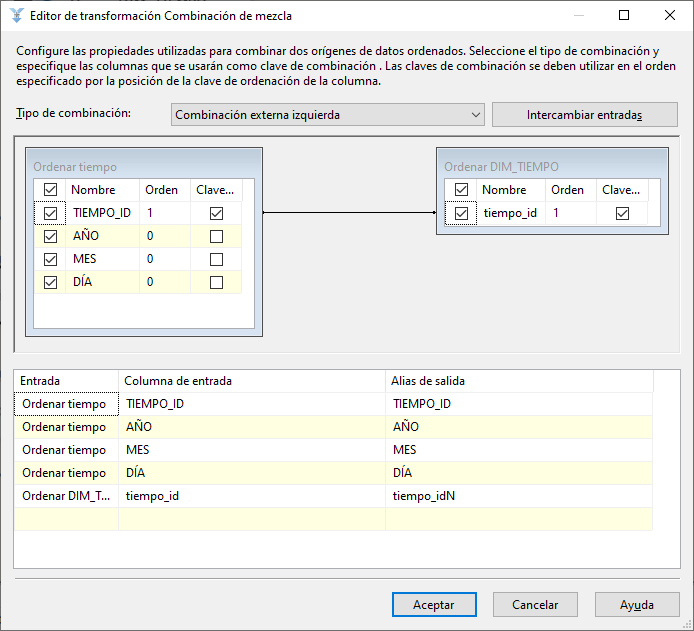 Editor de transformación Combinación de mezcla
Configure las propiedades utilizadas para combinar dos orígenes de datos ordenados. Seleccione el tipo de combinación y
especifique las columnas que se usarán como clave de combinación . Las claves de combinación se deben utilizar en el orden
especificado por la posición de la clave de ordenación de la columna.
Tipo de combinación:
Combinación externa izquierda
Intercambiar entradas
Ordenar tiempo
Nombre Orden Clave...
TIEMPO_ID 1
AÑO 0
MES 0
DÍA 0
Ordenar DIM_TIEMPO
Nombre Orden Clave...
tiempo_id 1
Entrada Columna de entrada Alias de salida
Ordenar tiempo TIEMPO_ID TIEMPO_ID
Ordenar tiempo AÑO AÑO
Ordenar tiempo MES MES
Ordenar tiempo DÍA DÍA
Ordenar DIM_T... tiempo_id tiempo_idN
Aceptar Cancelar Ayuda